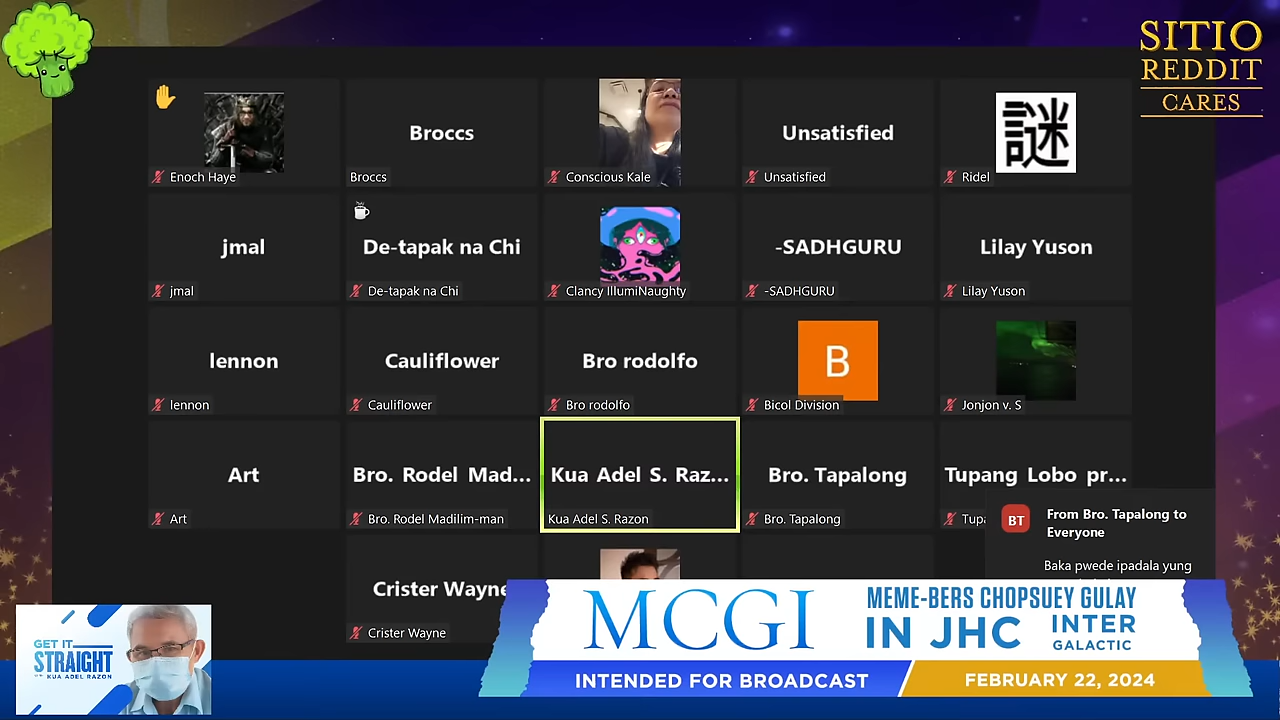 SITIO
REDDIT
CARES
Enoch Haye
Broccs
Broccs
Conscious Kale
Unsatisfied
Unsatisfied
謎
Ridel
jmal
jmal
De-tapak na Chi
De-tapak na Chi
Clancy IllumiNaughty
-SADHGURU
-SADHGURU
Lilay Yuson
Lilay Yuson
lennon
lennon
Cauliflower
Cauliflower
Bro rodolfo
Bro rodolfo
B
Bicol Division
Jonjon v. S
Art
Art
Bro. Rodel Mad...
Bro. Rodel Madilim-man
Kua Adel S. Raz...
Kua Adel S. Razon
Bro. Tapalong
Bro. Tapalong
Tupang Lobo pr...
Tupa
BT
From Bro. Tapalong to
Everyone
Baka pwede ipadala yung
Crister Wayne
Crister Wayne
GET IT
STRAIGHT
KUA ADEL RAZON
MCGI
MEME-BERS CHOPSUEY GULAY
IN JHC
INTER
GALACTIC
INTENDED FOR BROADCAST
FEBRUARY 22, 2024